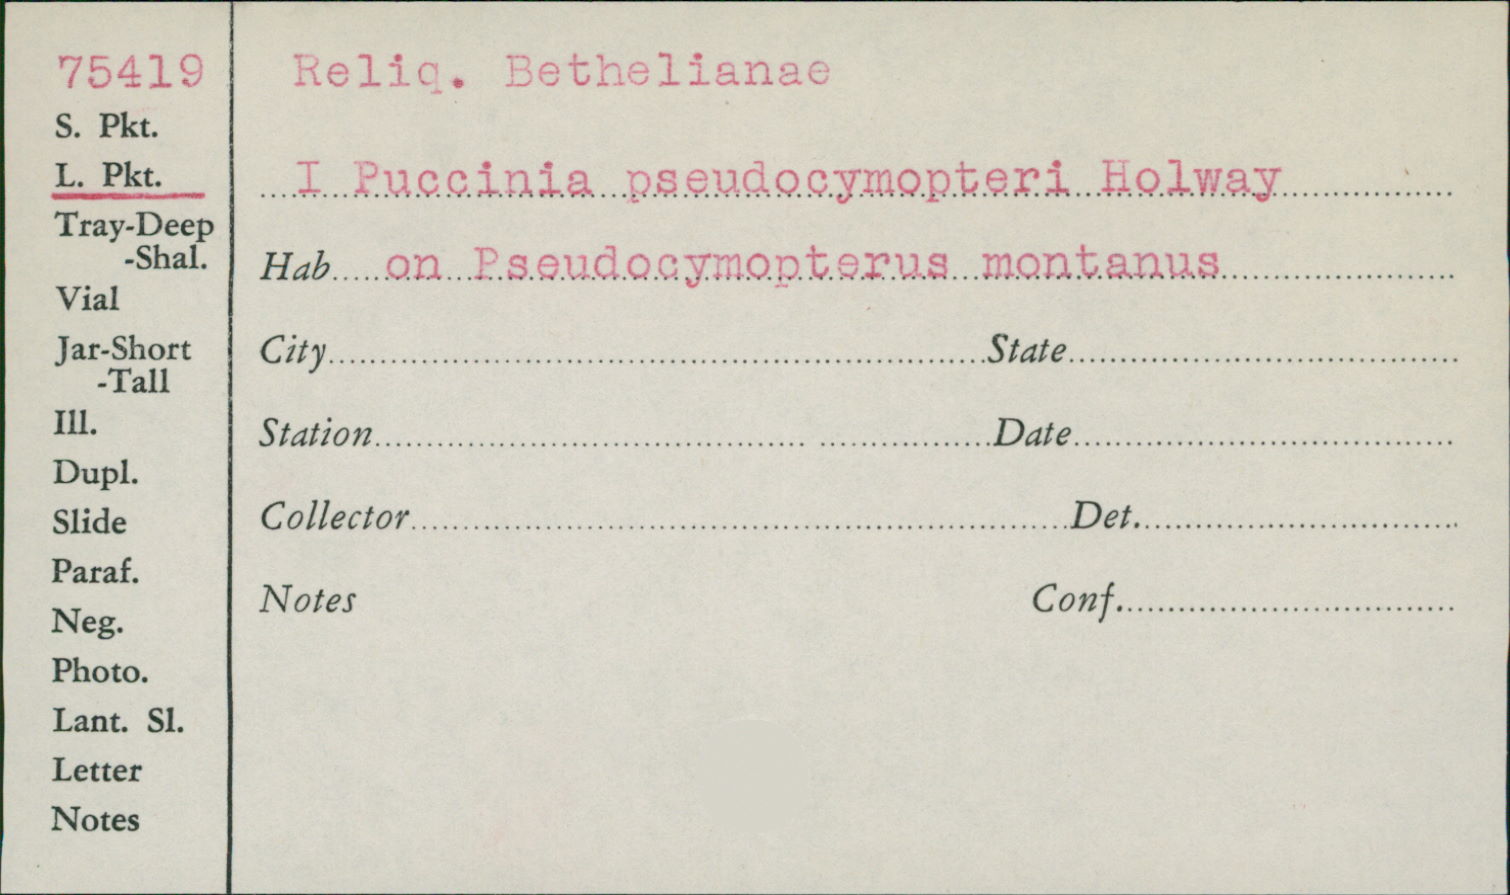 75419
S. Pkt.
L. Pkt.
Tray-Deep
-Shal.
Vial
Jar-Short
-Tall
Ill.
Dupl.
Slide
Paraf.
Neg.
Photo.
Lant. Sl.
Letter
Notes
Reliq. Bethelianae
I Puccinia pseudocymopteri Holway
Hab on Pseudocymopterus montanus
City State
Station Date
Collector Det.
Notes Conf.